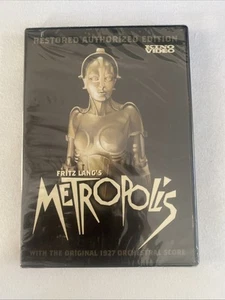 RESTORED AUTHORIZED EDITION
KINO
VIDEO
FRITZ LANG'S
METROPOLIS
WITH THE ORIGINAL 1927 ORCHESTRAL SCORE